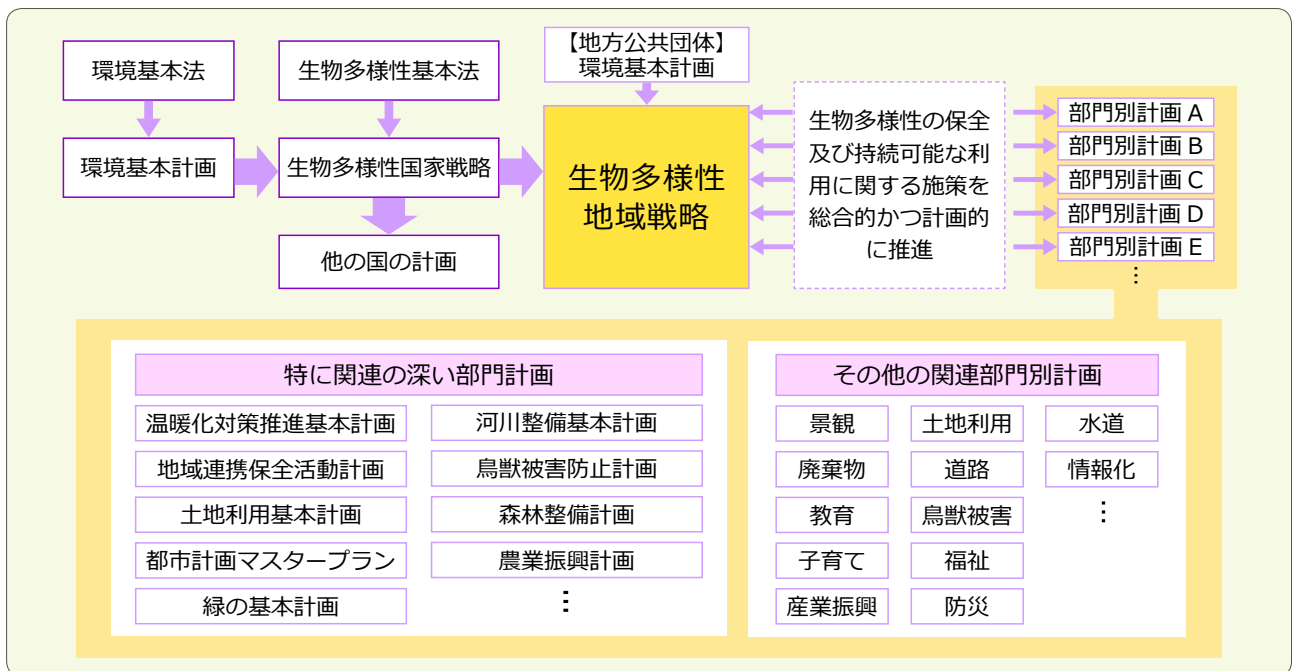 環境基本法
生物多様性基本法
【地方公共団体】
環境基本計画
環境基本計画
生物多様性国家戦略
他の国の計画
生物多様性
地域戦略
生物多様性の保全
及び持続可能な利
用に関する施策を
総合的かつ計画的
に推進
部門別計画 A
部門別計画 B
部門別計画 C
部門別計画 D
部門別計画 E
⋮
特に関連の深い部門計画
温暖化対策推進基本計画
地域連携保全活動計画
土地利用基本計画
都市計画マスタープラン
緑の基本計画
河川整備基本計画
鳥獣被害防止計画
森林整備計画
農業振興計画
⋮
その他の関連部門別計画
景観
廃棄物
教育
子育て
産業振興
土地利用
道路
鳥獣被害
福祉
防災
水道
情報化
⋮